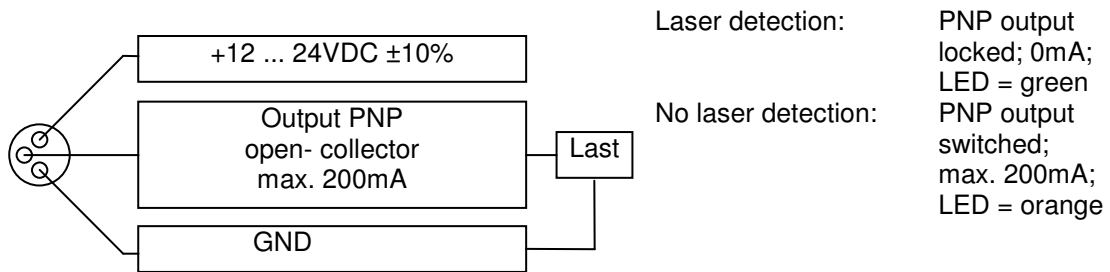 +12 ... 24VDC ±10%
Output PNP
open- collector
max. 200mA
Last
GND
Laser detection: PNP output
locked; 0mA;
LED = green
No laser detection: PNP output
switched;
max. 200mA;
LED = orange